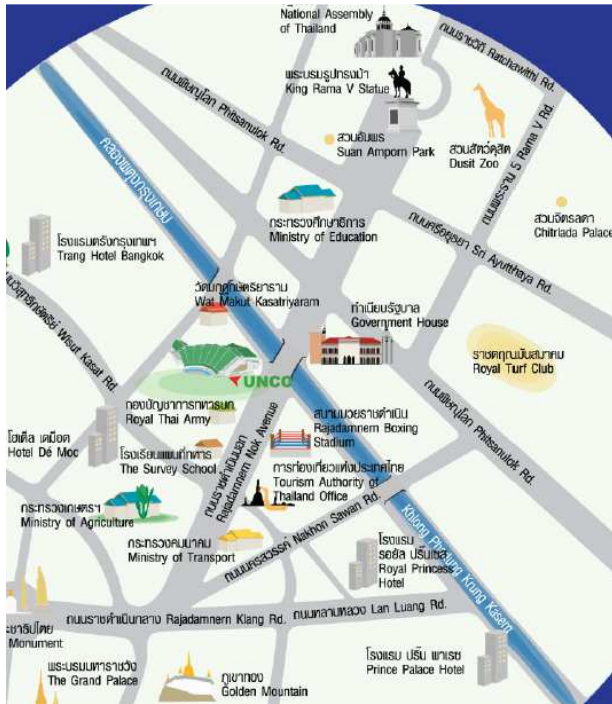 National Assembly
of Thailand
ถนนราชวิถี Ratchawithi Rd.
พระบรมรูปทรงม้า
King Rama V Statue
ถนนพิษณุโลก Phitsanulok Rd.
สวนอัมพร
Suan Amporn Park
สวนสัตว์ดุสิต
Dusit Zoo
ถนนพระราม 5 Rama V Rd.
คลองผดุงกรุงเกษม
กระทรวงศึกษาธิการ
Ministry of Education
ถนนศรีอยุธยา Sri Ayutthaya Rd.
สวนจิตรลดา
Chitrlada Palace
โรงแรมตรังกรุงเทพฯ
Trang Hotel Bangkok
วัดมกุฏกษัตริยาราม
Wat Makut Kasatriyaram
ทำเนียบรัฐบาล
Government House
Wisut Kasat Rd.
ราชตฤณมัยสมาคม
Royal Turf Club
UNCC
กองบัญชาการทหารบก
Royal Thai Army
ถนนราชดำเนินนอก
Rajadamnern Nok Avenue
สนามมวยราชดำเนิน
Rajadamnern Boxing
Stadium
ถนนพิษณุโลก Phitsanulok Rd.
โฮเต็ล เดม็อค
Hotel Dé Moc
โรงเรียนแผนที่ทหาร
The Survey School
การท่องเที่ยวแห่งประเทศไทย
Tourism Authority of
Thailand Office
กระทรวงเกษตรฯ
Ministry of Agriculture
กระทรวงคมนาคม
Ministry of Transport
ถนนนครสวรรค์ Nakhon Sawan Rd.
โรงแรม
รอยัล ปริ๊นเซส
Royal Princess
Hotel
Khlong Phadung Krung Kasem
ถนนราชดำเนินกลาง Rajadamnern Klang Rd.
ถนนหลานหลวง Lan Luang Rd.
ะชาธิปไตย
Monument
พระบรมมหาราชวัง
The Grand Palace
ภูเขาทอง
Golden Mountain
โรงแรม ปริ๊น พาเรซ
Prince Palace Hotel